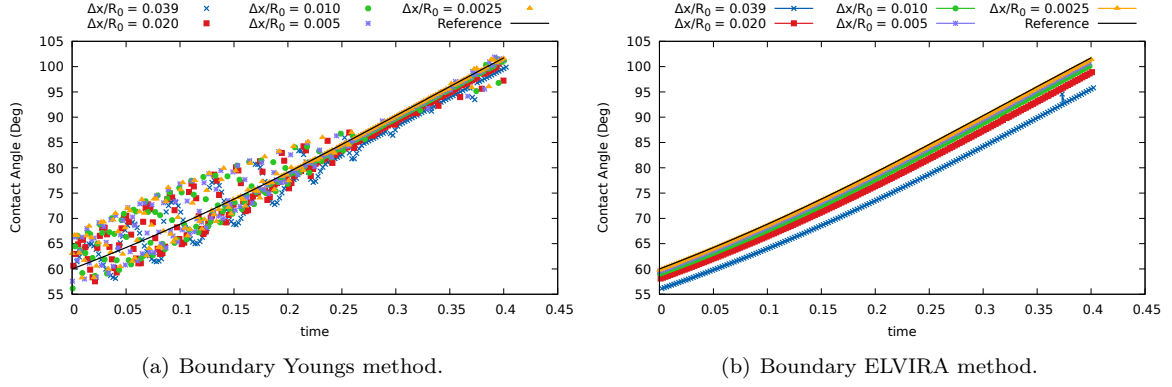 Δx/R0 = 0.039 Δx/R0 = 0.010 Δx/R0 = 0.0025
Δx/R0 = 0.020 Δx/R0 = 0.005 Reference
Contact Angle (Deg)
105
100
95
90
85
80
75
70
65
60
55
0 0.05 0.1 0.15 0.2 0.25 0.3 0.35 0.4 0.45
time
(a) Boundary Youngs method.
Δx/R0 = 0.039 Δx/R0 = 0.010 Δx/R0 = 0.0025
Δx/R0 = 0.020 Δx/R0 = 0.005 Reference
Contact Angle (Deg)
105
100
95
90
85
80
75
70
65
60
55
0 0.05 0.1 0.15 0.2 0.25 0.3 0.35 0.4 0.45
time
(b) Boundary ELVIRA method.